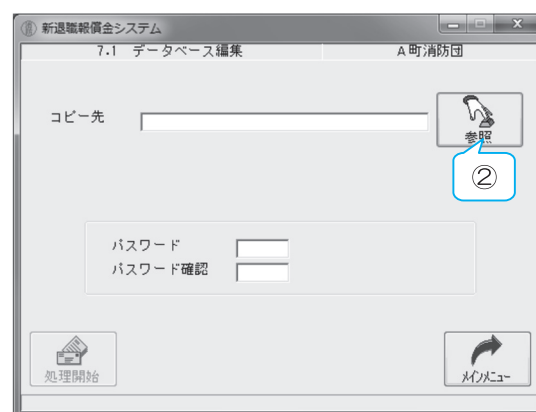 新退職報償金システム
7.1 データベース編集 A町消防団
コピー先
参照
②
パスワード
パスワード確認
処理開始
メインメニュー